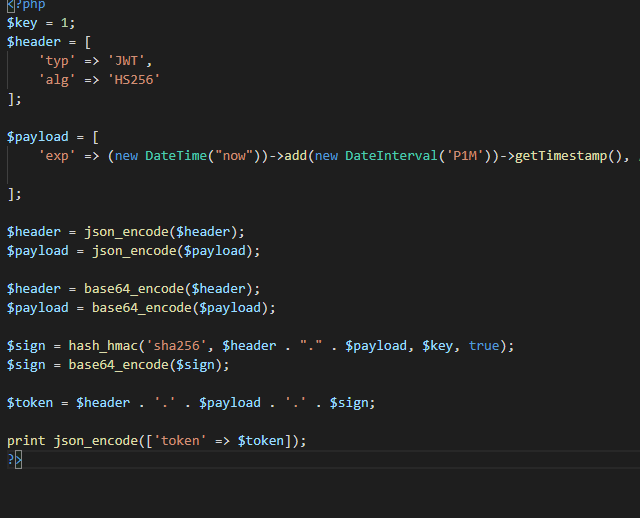 <?php
$key = 1;
$header = [
    'typ' => 'JWT',
    'alg' => 'HS256'
];
$payload = [
    'exp' => (new DateTime("now"))->add(new DateInterval('P1M'))->getTimestamp(),
];
$header = json_encode($header);
$payload = json_encode($payload);
$header = base64_encode($header);
$payload = base64_encode($payload);
$sign = hash_hmac('sha256', $header . "." . $payload, $key, true);
$sign = base64_encode($sign);
$token = $header . '.' . $payload . '.' . $sign;
print json_encode(['token' => $token]);
?>